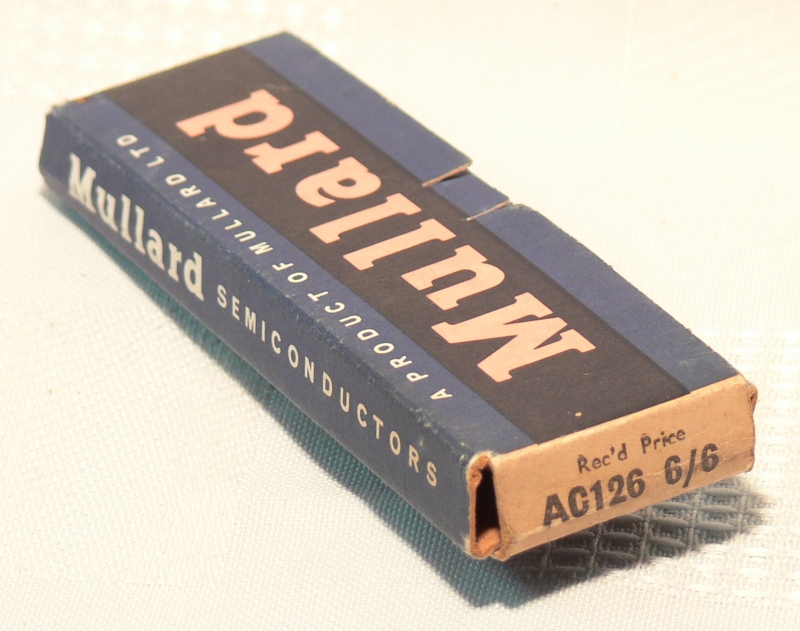 Mullard
A PRODUCT OF MULLARD LTD
Mullard SEMICONDUCTORS
Rec'd Price
AC126 6/6